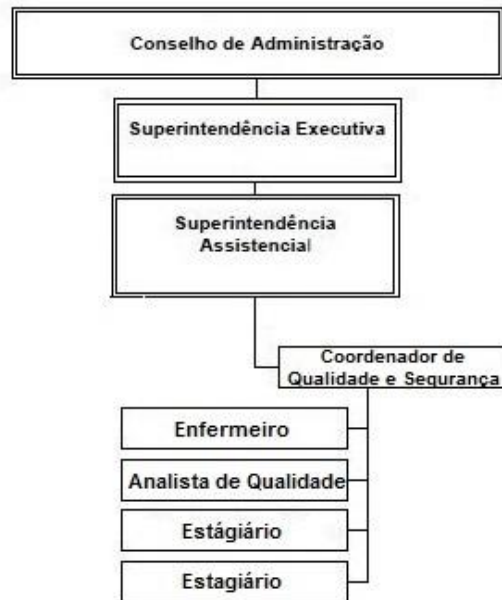 Conselho de Administração
Superintendência Executiva
Superintendência
Assistencial
Coordenador de
Qualidade e Segurança
Enfermeiro
Analista de Qualidade
Estágiário
Estagiário